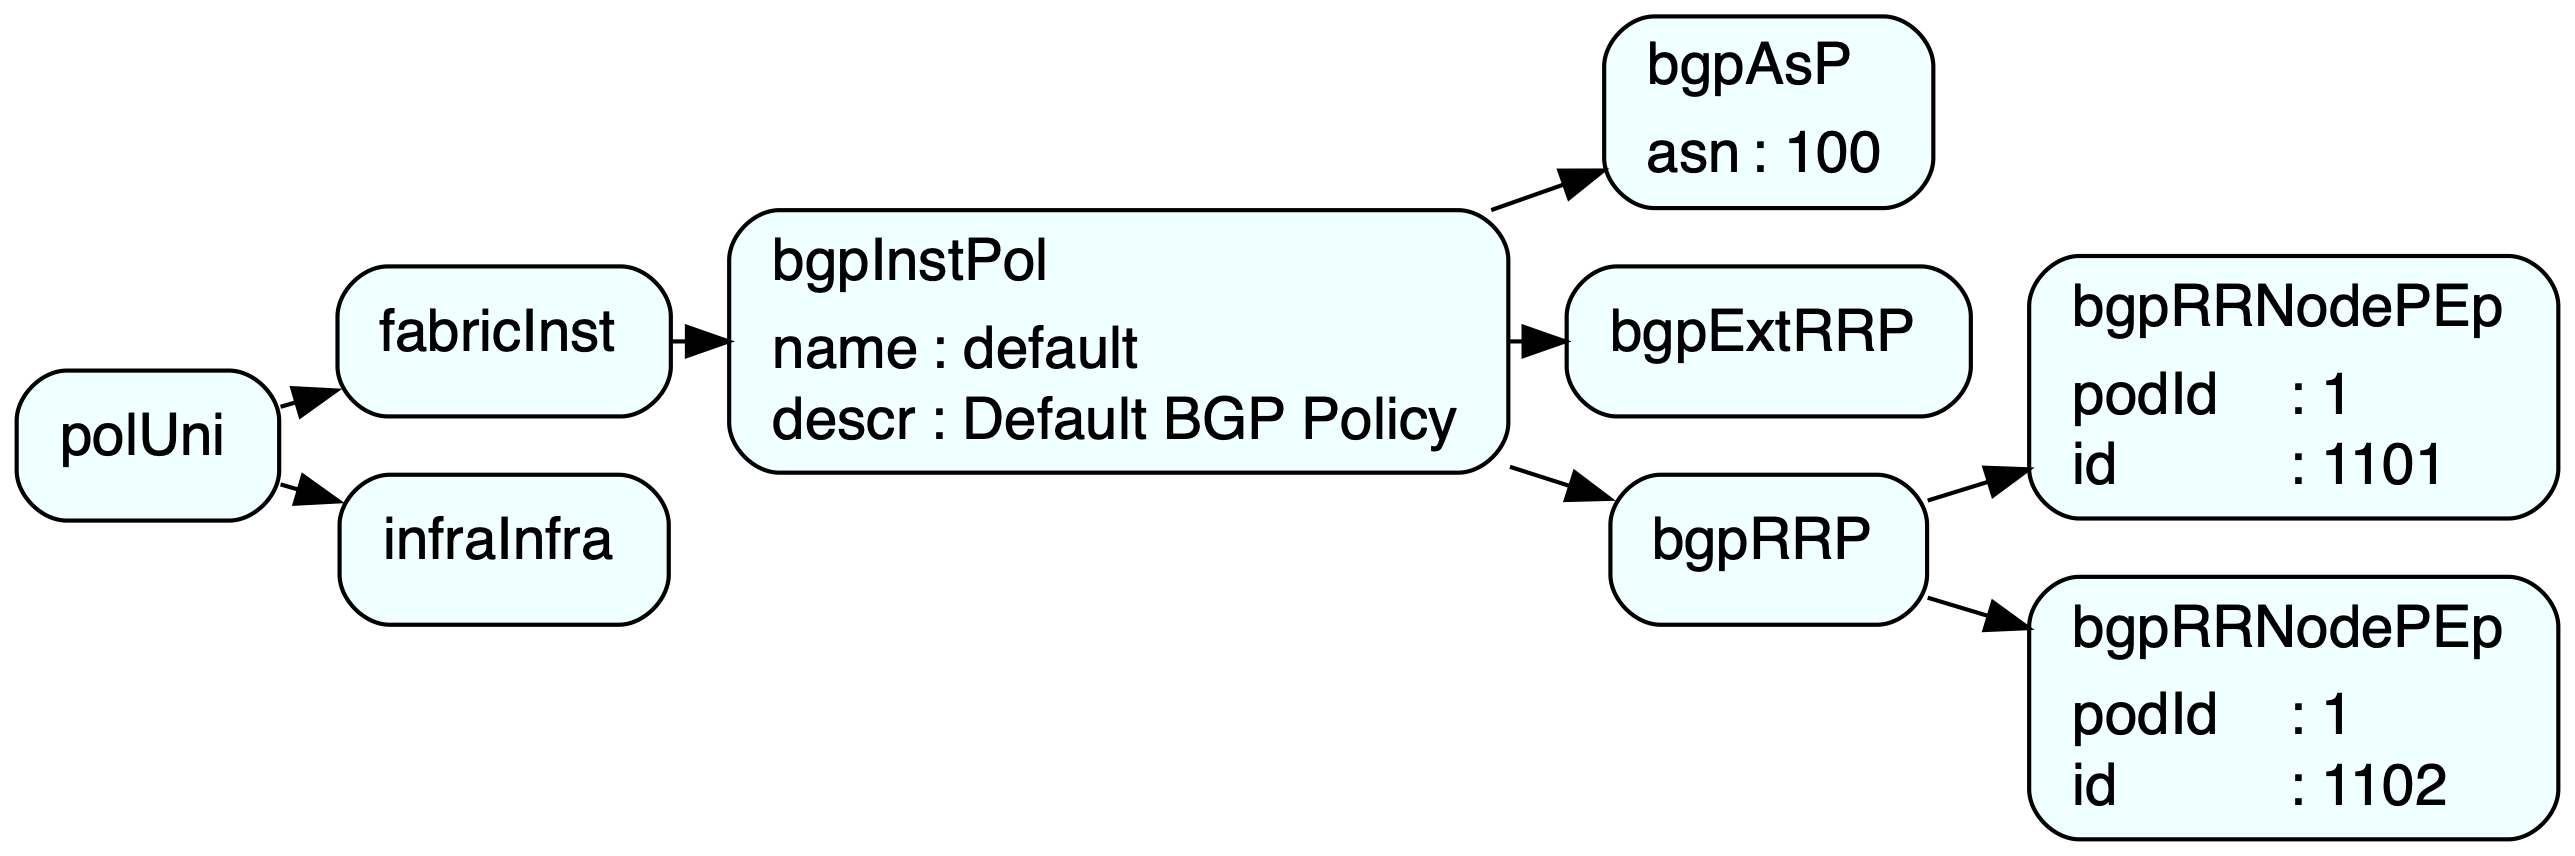 polUni
fabricInst
infraInfra
bgpInstPol
name : default
descr : Default BGP Policy
bgpAsP
asn : 100
bgpExtRRP
bgpRRP
bgpRRNodePEp
podId : 1
id : 1101
bgpRRNodePEp
podId : 1
id : 1102